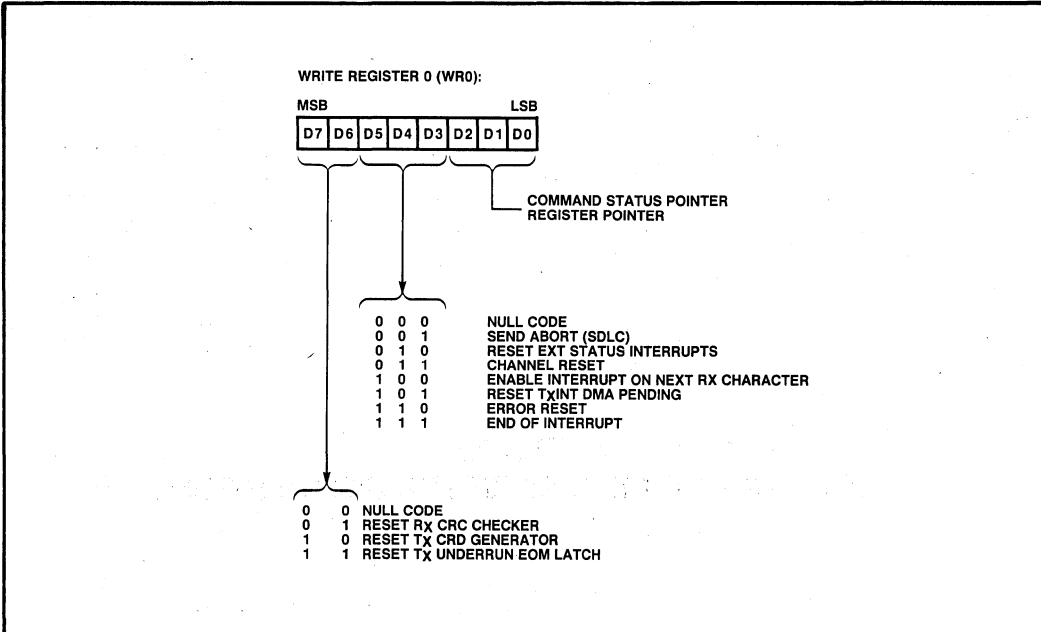 WRITE REGISTER 0 (WR0):
MSB LSB
D7 D6 D5 D4 D3 D2 D1 D0
COMMAND STATUS POINTER
REGISTER POINTER
0 0 0 NULL CODE
0 0 1 SEND ABORT (SDLC)
0 1 0 RESET EXT STATUS INTERRUPTS
0 1 1 CHANNEL RESET
1 0 0 ENABLE INTERRUPT ON NEXT RX CHARACTER
1 0 1 RESET TXINT DMA PENDING
1 1 0 ERROR RESET
1 1 1 END OF INTERRUPT
0 0 NULL CODE
0 1 RESET RX CRC CHECKER
1 0 RESET TX CRD GENERATOR
1 1 RESET TX UNDERRUN EOM LATCH